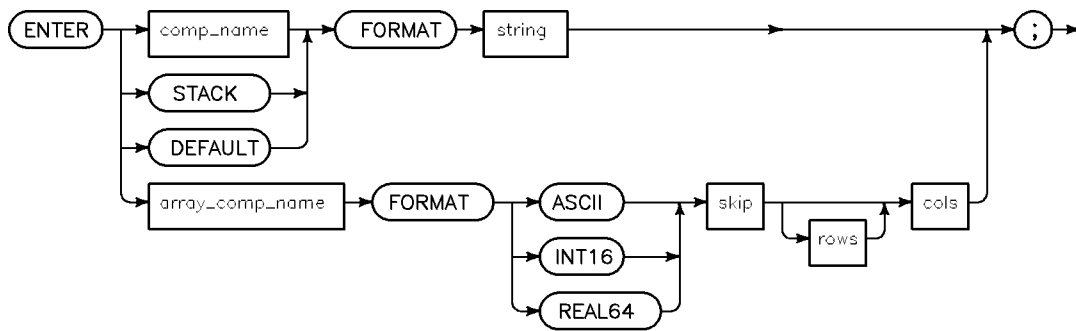 ENTER comp_name FORMAT string ;
STACK
DEFAULT
array_comp_name FORMAT ASCII skip cols
rows
INT16
REAL64